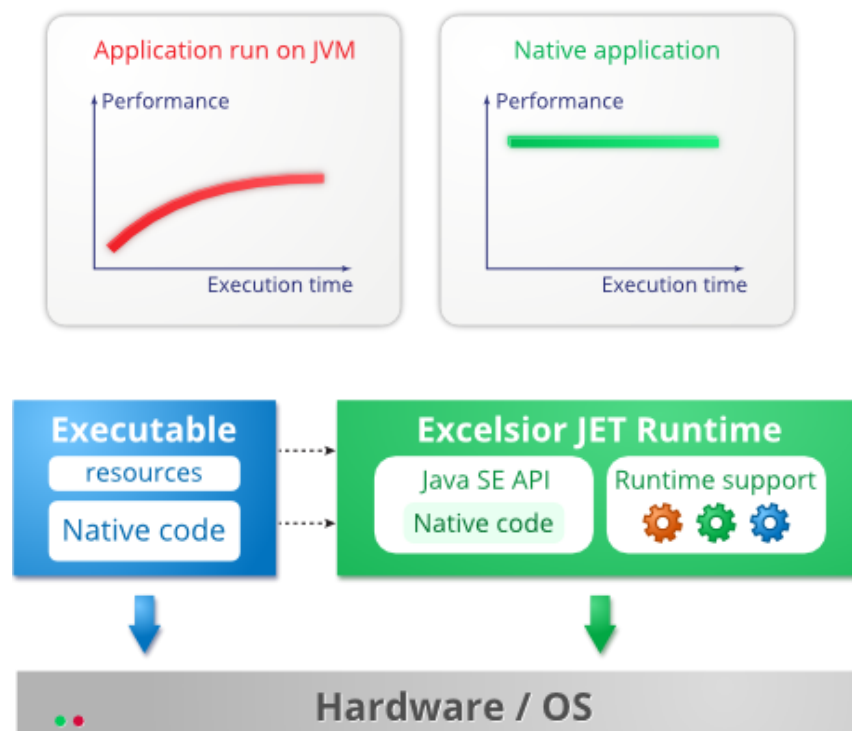 Application run on JVM
Performance
Execution time
Native application
Performance
Execution time
Executable
resources
Native code
Excelsior JET Runtime
Java SE API
Native code
Runtime support
Hardware / OS